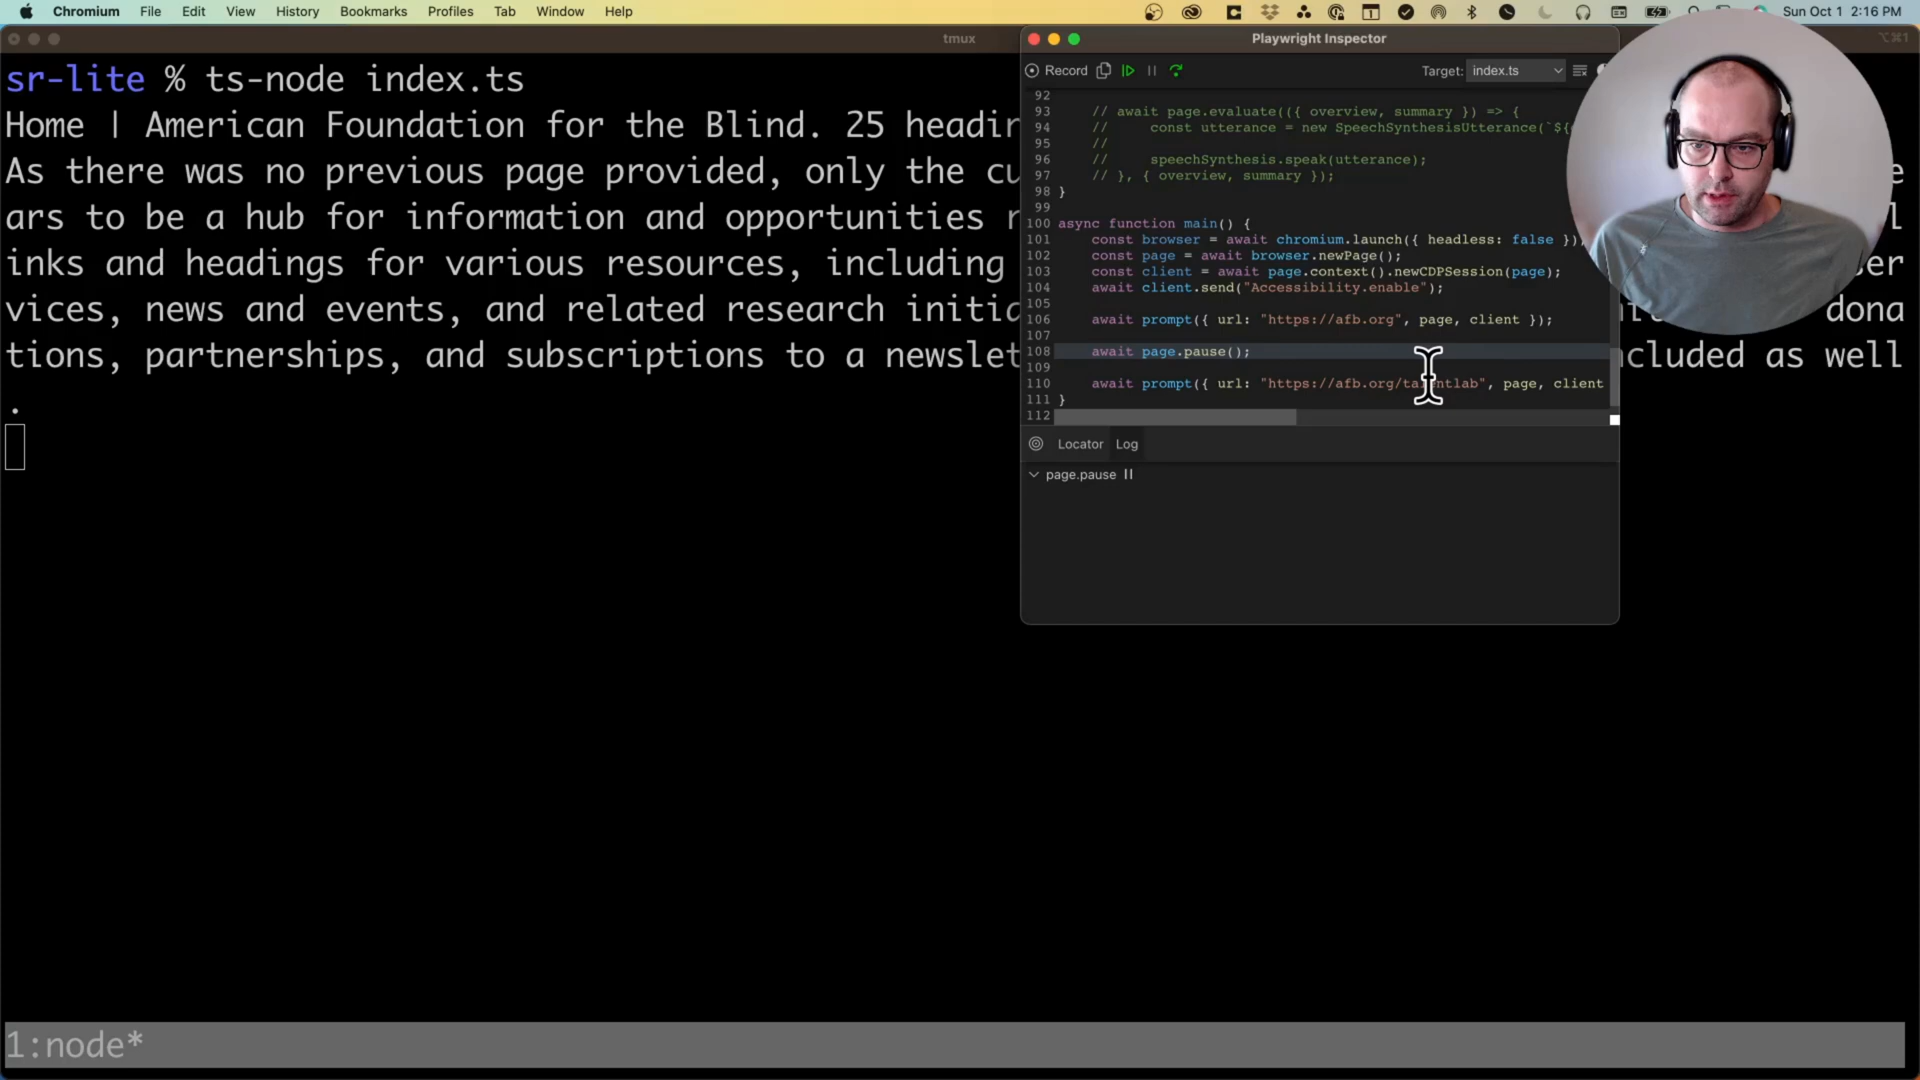 Chromium File Edit View History Bookmarks Profiles Tab Window Help
Sun Oct 1 2:16 PM
tmux
⌥⌘1
sr-lite % ts-node index.ts
Home | American Foundation for the Blind. 25 headin
As there was no previous page provided, only the cu
e
ars to be a hub for information and opportunities r
l
inks and headings for various resources, including
ser
vices, news and events, and related research initia
dona
tions, partnerships, and subscriptions to a newslet
ncluded as well
.
1:node*
Playwright Inspector
Record
Target: index.ts
92
93 // await page.evaluate(({ overview, summary }) => {
94 // const utterance = new SpeechSynthesisUtterance(`${
95 //
96 // speechSynthesis.speak(utterance);
97 // }, { overview, summary });
98 }
99
100 async function main() {
101 const browser = await chromium.launch({ headless: false });
102 const page = await browser.newPage();
103 const client = await page.context().newCDPSession(page);
104 await client.send("Accessibility.enable");
105
106 await prompt({ url: "https://afb.org", page, client });
107
108 await page.pause();
109
110 await prompt({ url: "https://afb.org/talentlab", page, client
111 }
112
Locator Log
page.pause